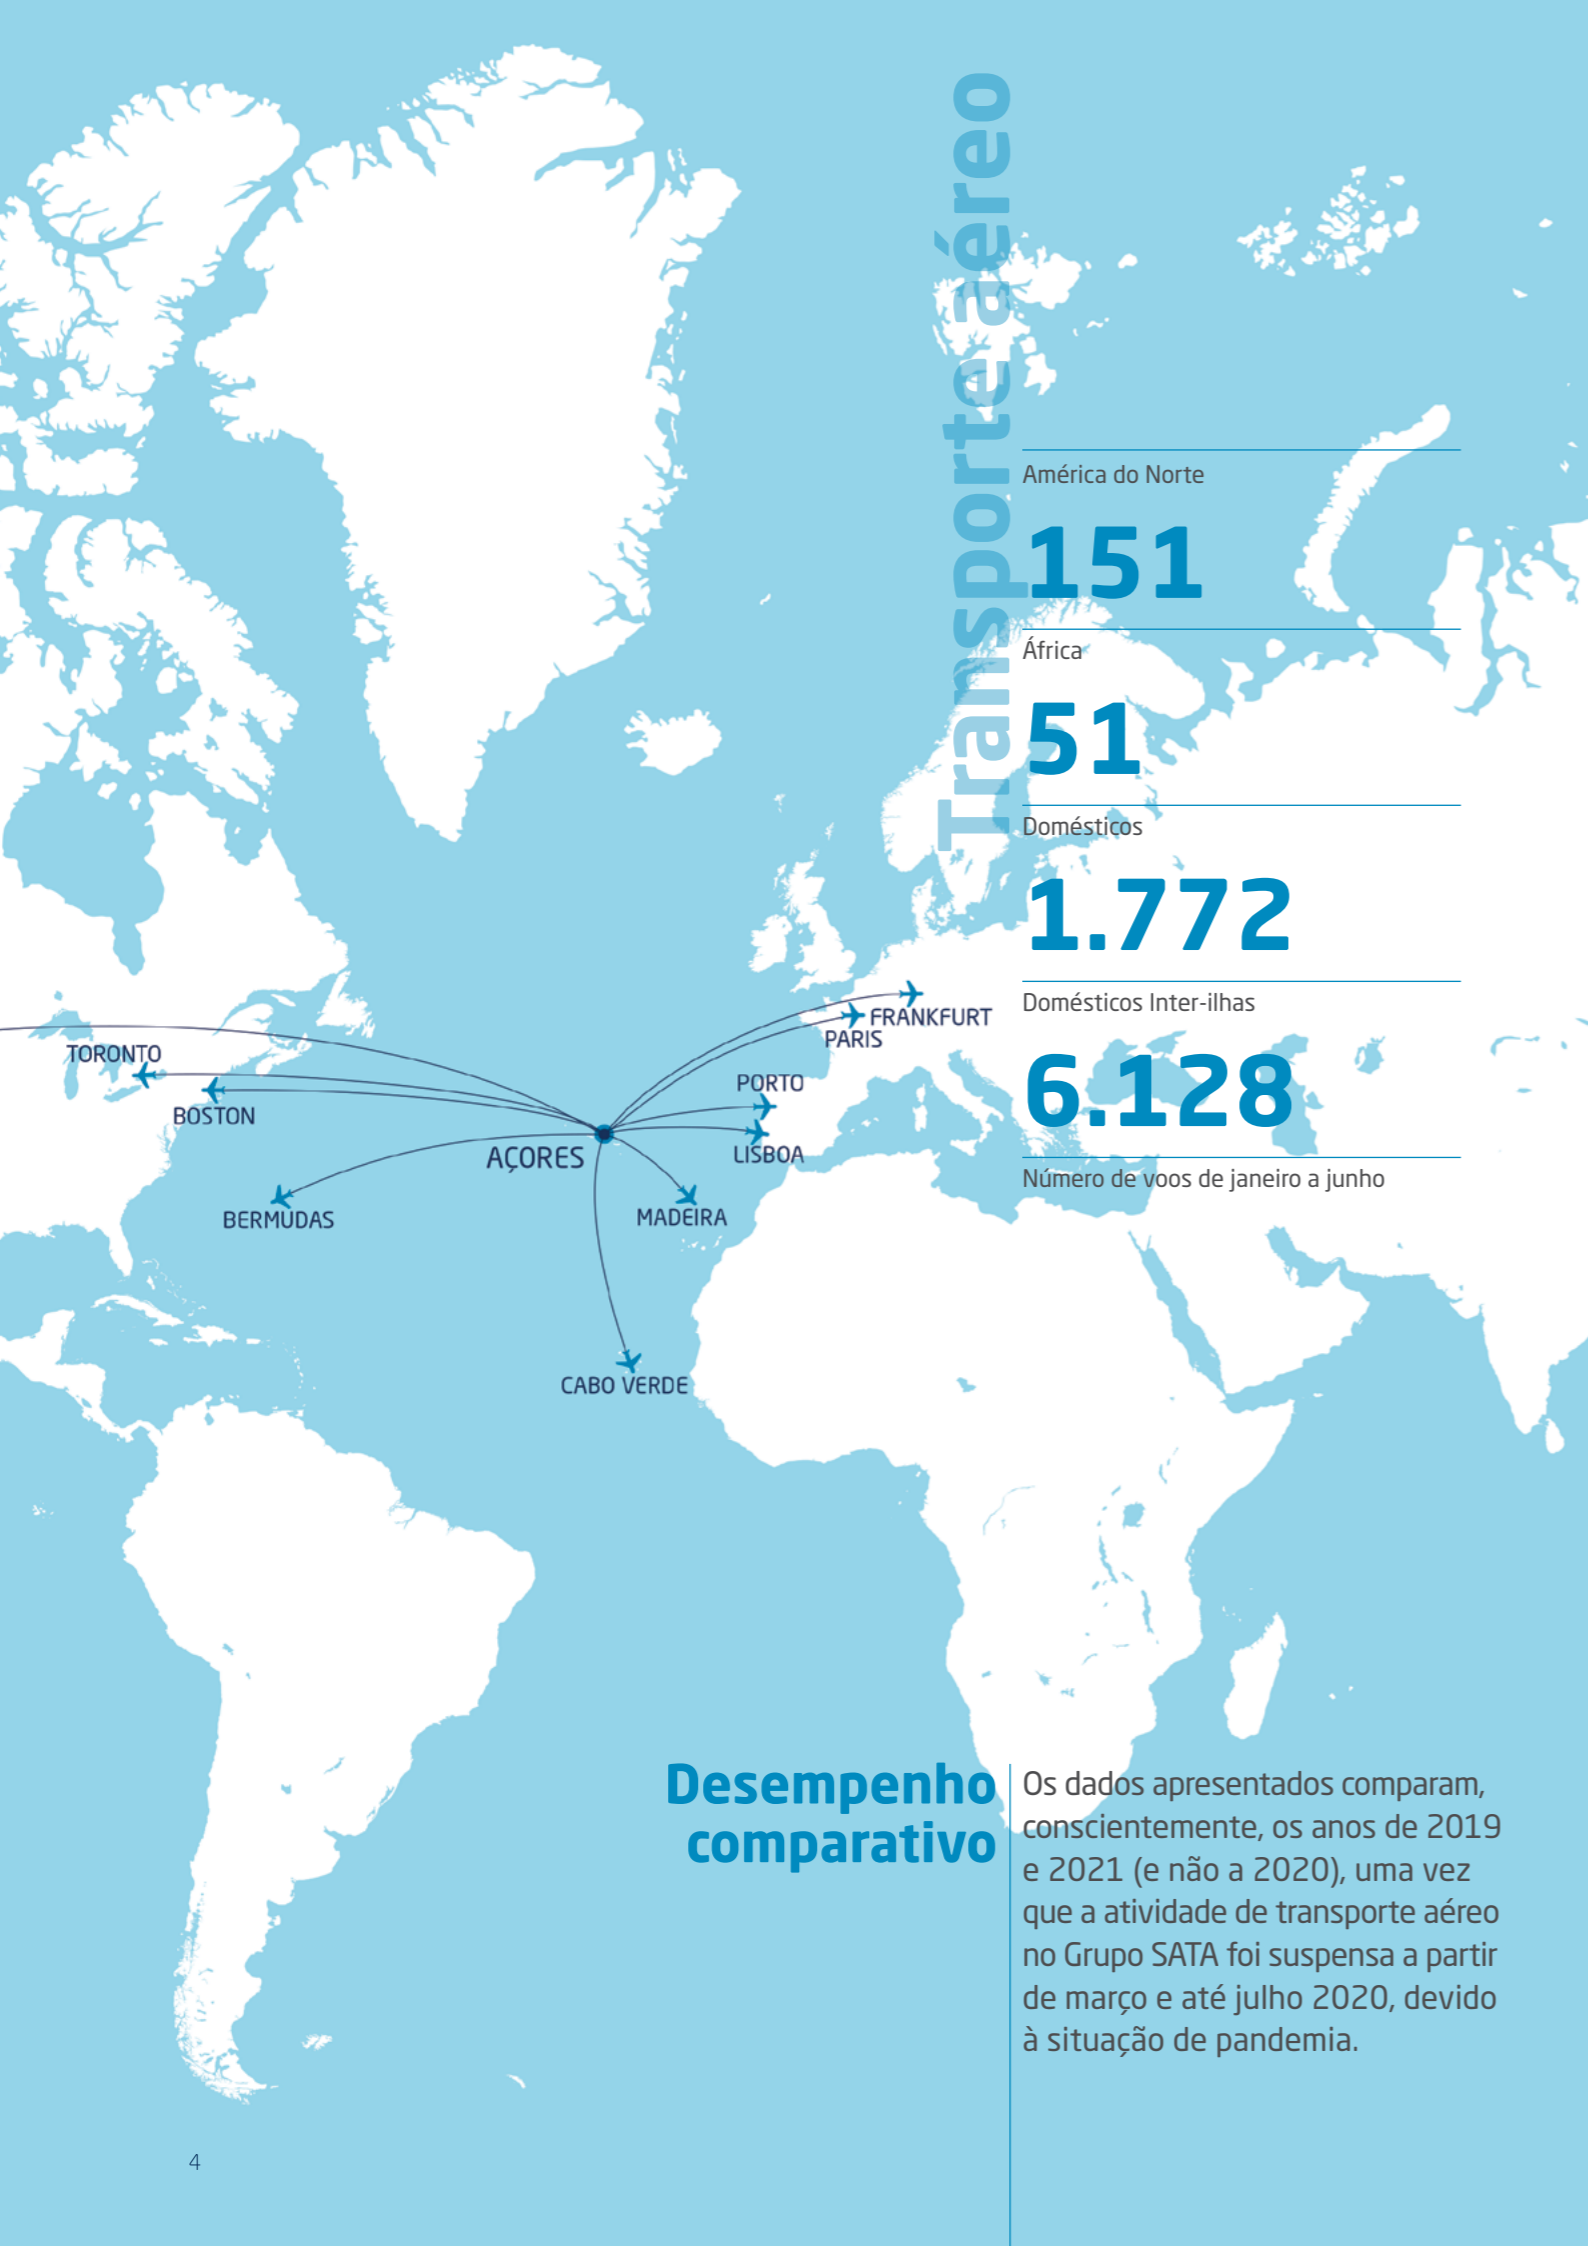 Transporte aéreo
América do Norte
151
África
51
Domésticos
1.772
Domésticos Inter-ilhas
6.128
Número de voos de janeiro a junho
FRANKFURT
PARIS
TORONTO
PORTO
BOSTON
AÇORES
LISBOA
BERMUDAS
MADEIRA
CABO VERDE
Desempenho
comparativo
Os dados apresentados comparam,
conscientemente, os anos de 2019
e 2021 (e não a 2020), uma vez
que a atividade de transporte aéreo
no Grupo SATA foi suspensa a partir
de março e até julho 2020, devido
à situação de pandemia.
4